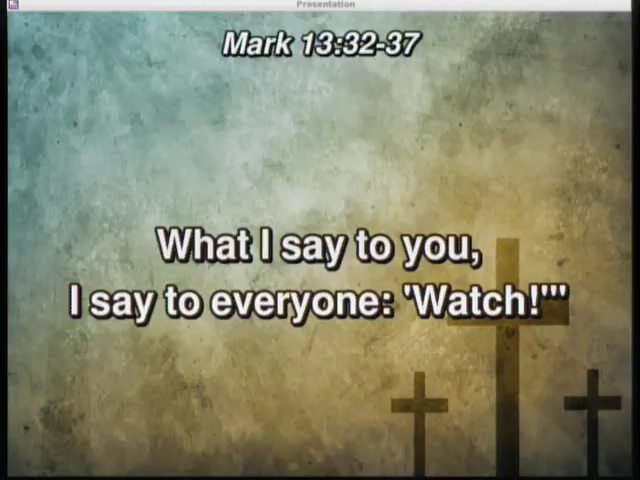 Presentation
Mark 13:32-37
What I say to you,
I say to everyone: 'Watch!'"